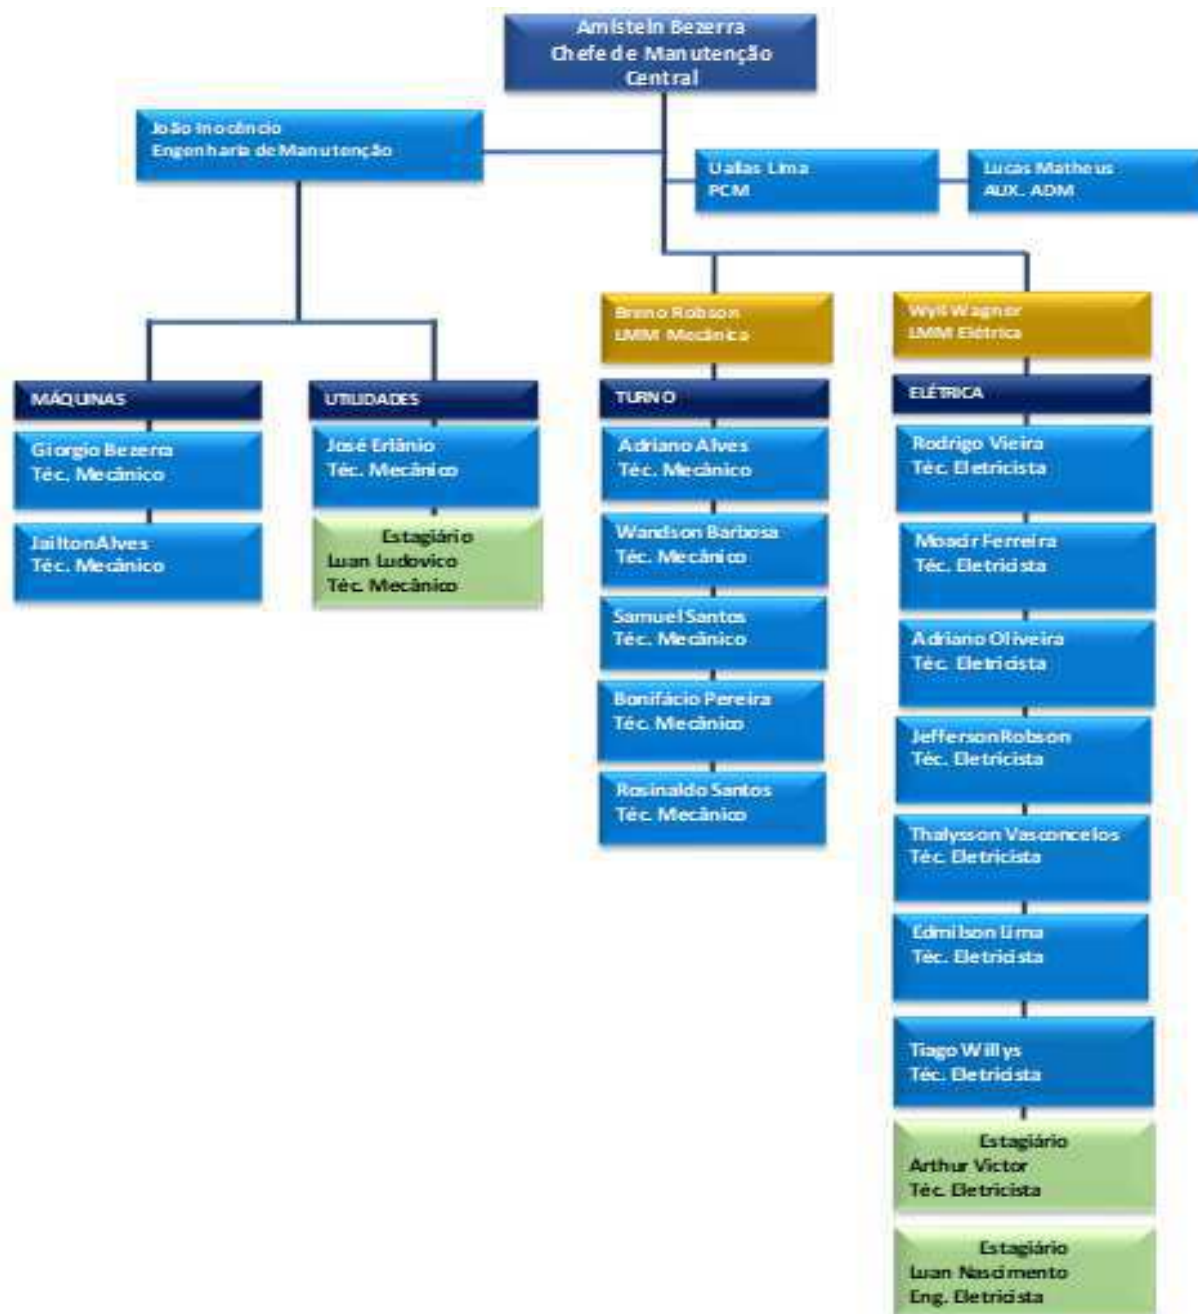 Amistein Bezerra
Chefe de Manutenção
Central
João Inocêncio
Engenharia de Manutenção
Uallas Lima
PCM
Lucas Matheus
AUX. ADM
Breno Robson
LMM Mecânica
Wyll Wagner
LMM Elétrica
MÁQUINAS
Giorgio Bezerra
Téc. Mecânico
Jailton Alves
Téc. Mecânico
UTILIDADES
José Erlânio
Téc. Mecânico
Estagiário
Luan Ludovico
Téc. Mecânico
TURNO
Adriano Alves
Téc. Mecânico
Wandson Barbosa
Téc. Mecânico
Samuel Santos
Téc. Mecânico
Bonifácio Pereira
Téc. Mecânico
Rosinaldo Santos
Téc. Mecânico
ELÉTRICA
Rodrigo Vieira
Téc. Eletricista
Moacir Ferreira
Téc. Eletricista
Adriano Oliveira
Téc. Eletricista
Jefferson Robson
Téc. Eletricista
Thalysson Vasconcelos
Téc. Eletricista
Edmilson Lima
Téc. Eletricista
Tiago Willys
Téc. Eletricista
Estagiário
Arthur Victor
Téc. Eletricista
Estagiário
Luan Nascimento
Eng. Eletricista